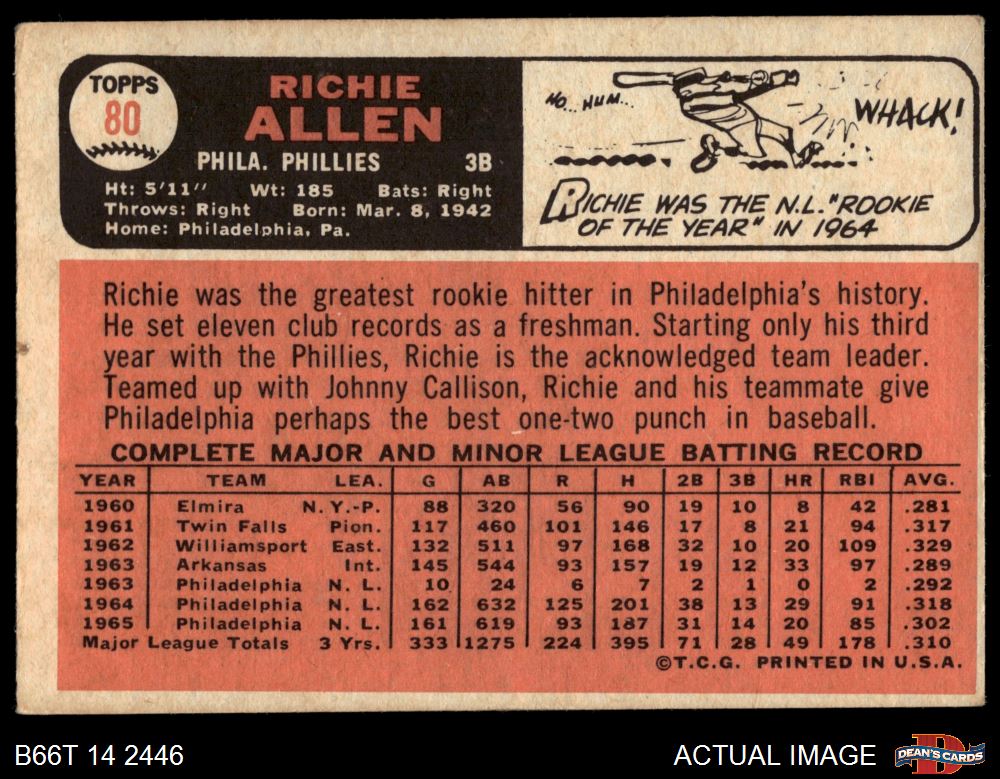 TOPPS
80
RICHIE
ALLEN
PHILA. PHILLIES 3B
Ht: 5'11" Wt: 185 Bats: Right
Throws: Right Born: Mar. 8, 1942
Home: Philadelphia, Pa.
HO... HUM...
WHACK!
RICHIE WAS THE N.L. "ROOKIE
OF THE YEAR" IN 1964
Richie was the greatest rookie hitter in Philadelphia's history.
He set eleven club records as a freshman. Starting only his third
year with the Phillies, Richie is the acknowledged team leader.
Teamed up with Johnny Callison, Richie and his teammate give
Philadelphia perhaps the best one-two punch in baseball.
COMPLETE MAJOR AND MINOR LEAGUE BATTING RECORD
YEAR TEAM LEA. G AB R H 2B 3B HR RBI AVG.
1960 Elmira N.Y.-P. 88 320 56 90 19 10 8 42 .281
1961 Twin Falls Pion. 117 460 101 146 17 8 21 94 .317
1962 Williamsport East. 132 511 97 168 32 10 20 109 .329
1963 Arkansas Int. 145 544 93 157 19 12 33 97 .289
1963 Philadelphia N. L. 10 24 6 7 2 1 0 2 .292
1964 Philadelphia N. L. 162 632 125 201 38 13 29 91 .318
1965 Philadelphia N. L. 161 619 93 187 31 14 20 85 .302
Major League Totals 3 Yrs. 333 1275 224 395 71 28 49 178 .310
©T.C.G. PRINTED IN U.S.A.
B66T 14 2446
ACTUAL IMAGE
DEAN'S CARDS